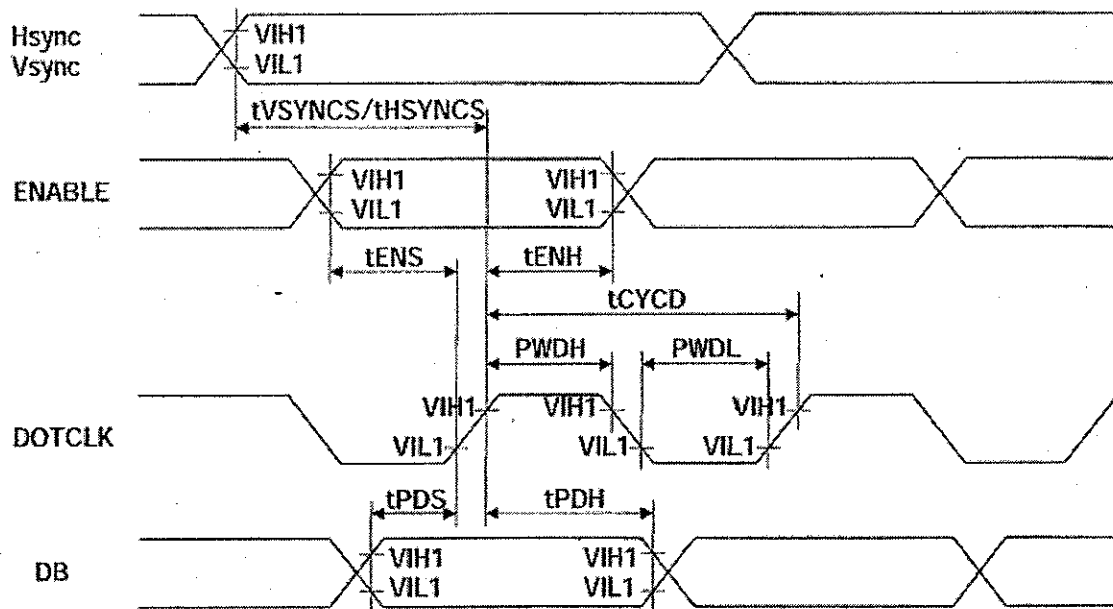 Hsync
Vsync
VIH1
VIL1
tVSYNCS/tHSYNCS
ENABLE
VIH1
VIL1
VIH1
VIL1
tENS
tENH
tCYCD
PWDH
PWDL
DOTCLK
VIH1
VIH1
VIH1
VIL1
VIL1
VIL1
tPDS
tPDH
DB
VIH1
VIL1
VIH1
VIL1